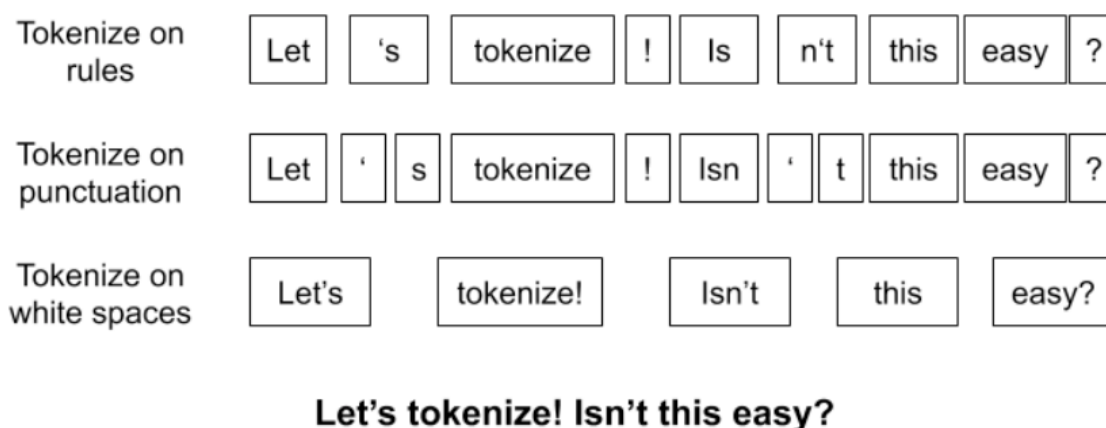 Tokenize on
rules
Let ‘s tokenize ! Is n‘t this easy ?
Tokenize on
punctuation
Let ‘ s tokenize ! Isn ‘ t this easy ?
Tokenize on
white spaces
Let’s tokenize! Isn’t this easy?
Let’s tokenize! Isn’t this easy?